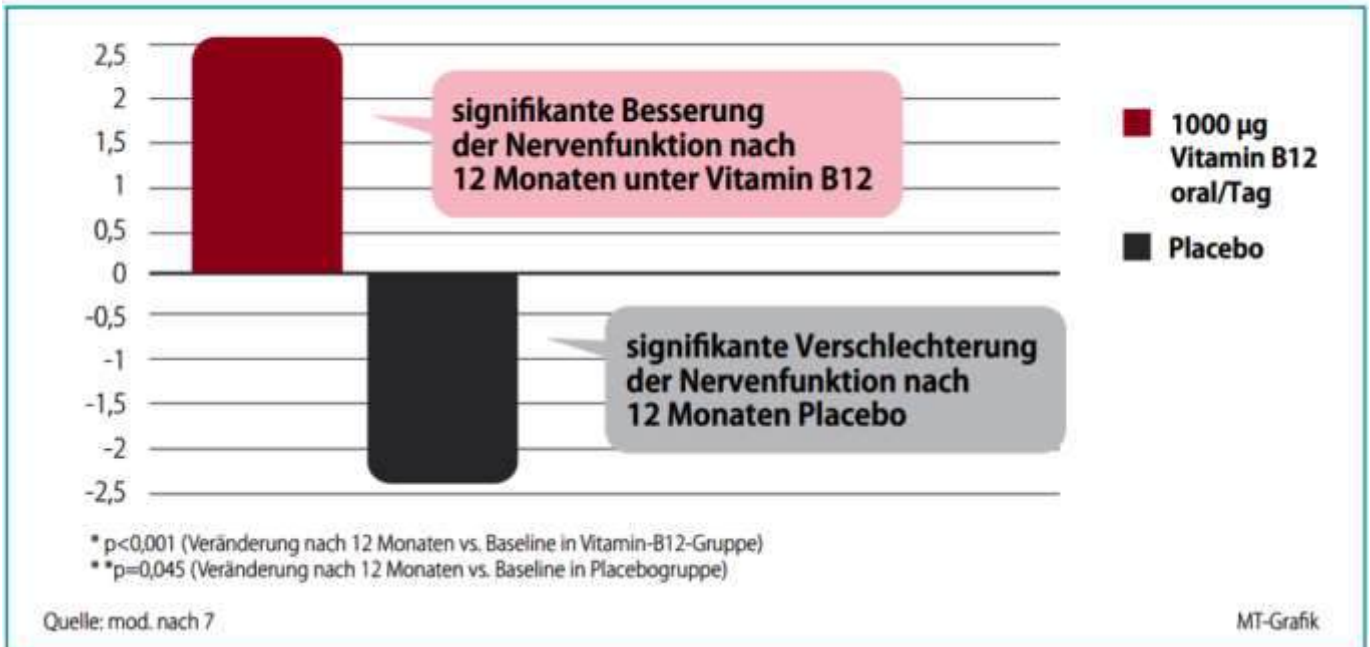 2,5
2
1,5
1
0,5
0
-0,5
-1
-1,5
-2
-2,5
signifikante Besserung
der Nervenfunktion nach
12 Monaten unter Vitamin B12
signifikante Verschlechterung
der Nervenfunktion nach
12 Monaten Placebo
1000 µg
Vitamin B12
oral/Tag
Placebo
* p<0,001 (Veränderung nach 12 Monaten vs. Baseline in Vitamin-B12-Gruppe)
* *p=0,045 (Veränderung nach 12 Monaten vs. Baseline in Placebogruppe)
Quelle: mod. nach 7
MT-Grafik